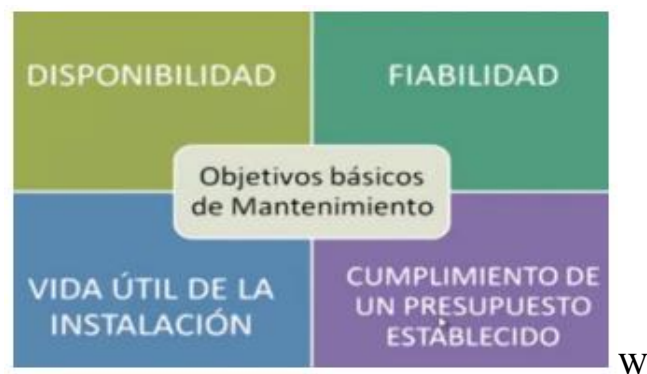 DISPONIBILIDAD
FIABILIDAD
Objetivos básicos
de Mantenimiento
VIDA ÚTIL DE LA
INSTALACIÓN
CUMPLIMIENTO DE
UN PRESUPUESTO
ESTABLECIDO
W